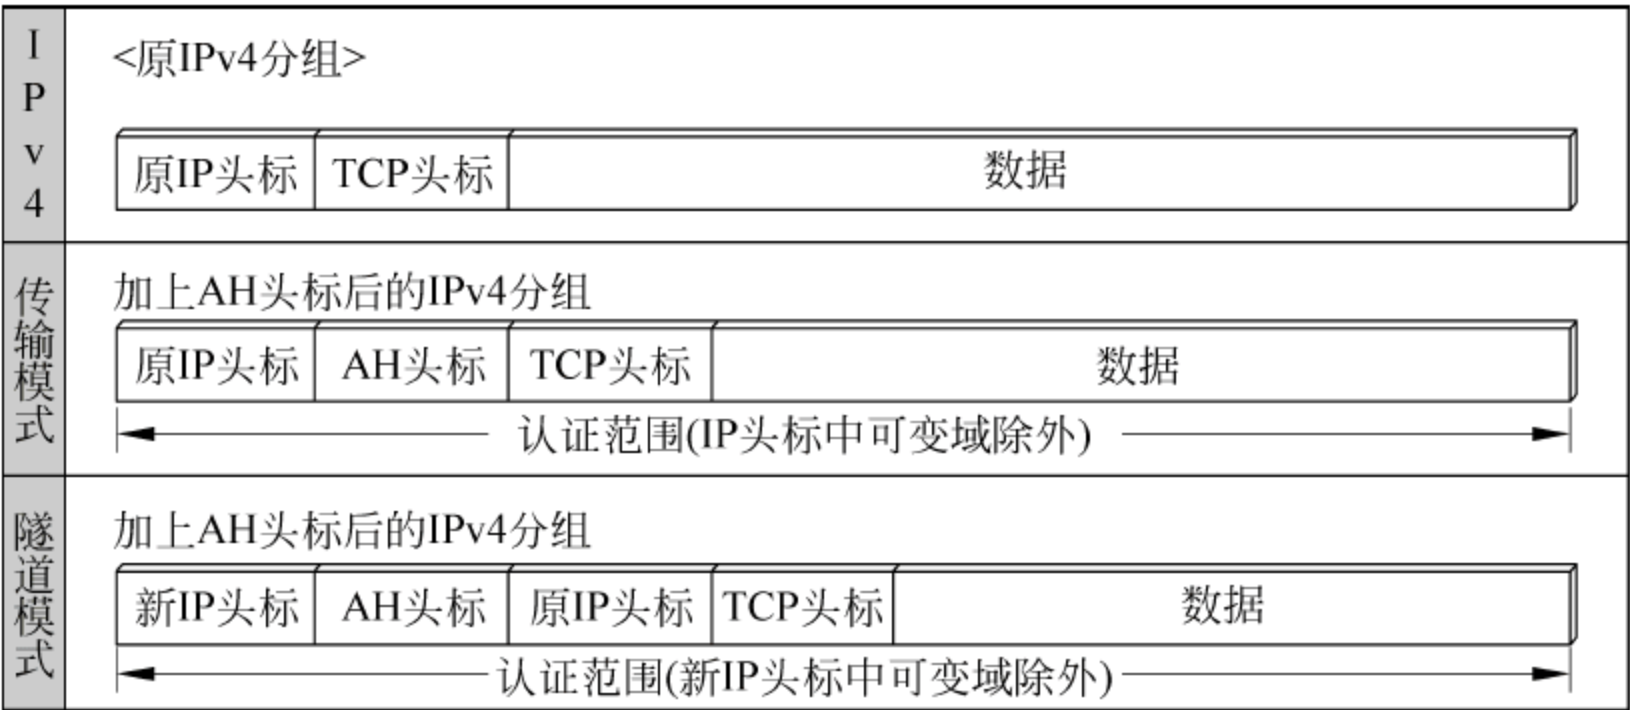 IPv4
<原IPv4分组>
原IP头标 TCP头标 数据
传输模式
加上AH头标后的IPv4分组
原IP头标 AH头标 TCP头标 数据
认证范围(IP头标中可变域除外)
隧道模式
加上AH头标后的IPv4分组
新IP头标 AH头标 原IP头标 TCP头标 数据
认证范围(新IP头标中可变域除外)